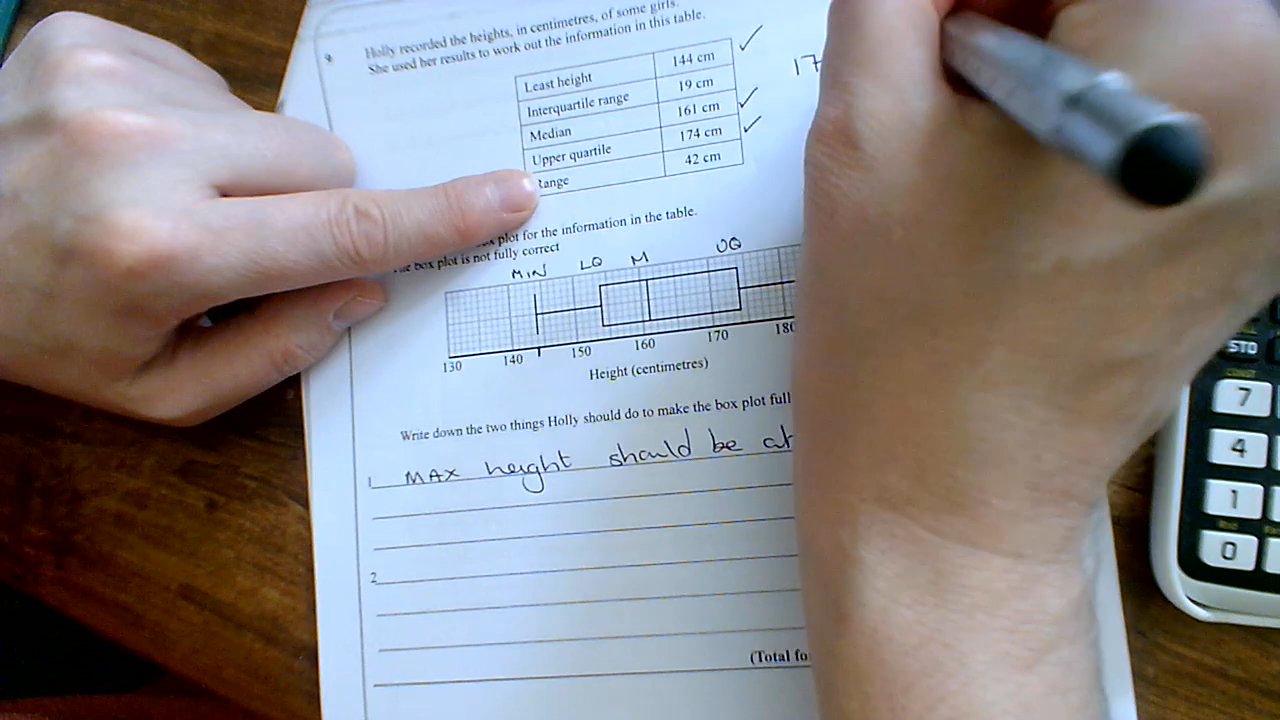 9. Holly recorded the heights, in centimetres, of some girls.
She used her results to work out the information in this table.
Least height 144 cm
Interquartile range 19 cm
Median 161 cm
Upper quartile 174 cm
Range 42 cm
17
plot for the information in the table.
box plot is not fully correct
MIN LQ M UQ
130 140 150 160 170 180
Height (centimetres)
Write down the two things Holly should do to make the box plot full
1 MAX height should be at
2
(Total fo
STO
7
4
1
0